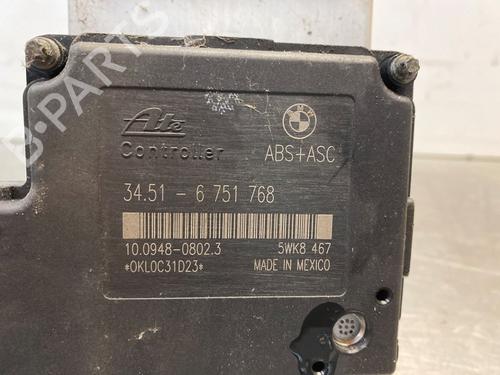 Ate
Controller
BMW
ABS+ASC
34.51 - 6 751 768
10.0948-0802.3
5WK8 467
*OKLOC31D23*
MADE IN MEXICO
B-PARTS